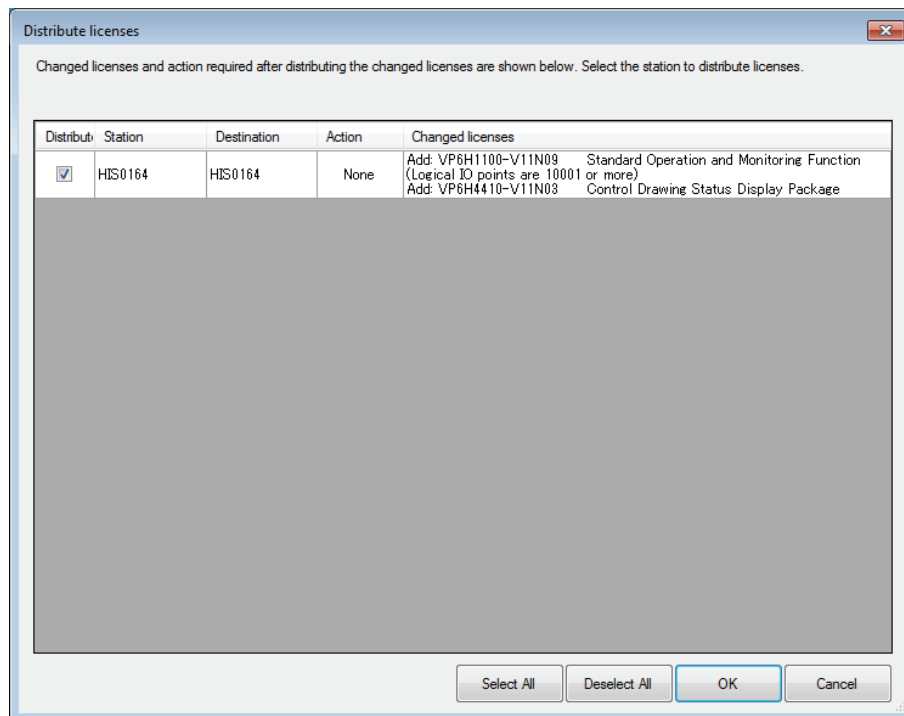 Distribute licenses
Changed licenses and action required after distributing the changed licenses are shown below. Select the station to distribute licenses.
Distribut Station Destination Action Changed licenses
HIS0164 HIS0164 None Add: VP6H1100-V11N09 Standard Operation and Monitoring Function
(Logical IO points are 10001 or more)
Add: VP6H4410-V11N03 Control Drawing Status Display Package
Select All Deselect All OK Cancel